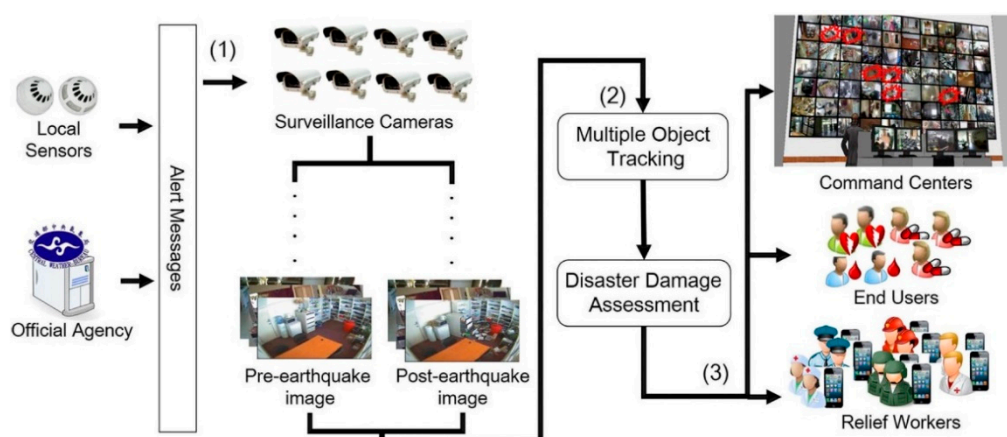 (1)
Local
Sensors
Official Agency
Alert Messages
Surveillance Cameras
Pre-earthquake
image
Post-earthquake
image
(2)
Multiple Object
Tracking
Disaster Damage
Assessment
(3)
Command Centers
End Users
Relief Workers